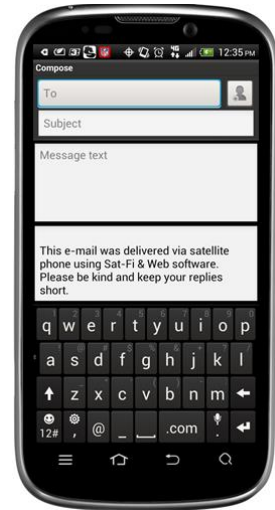 12:35 PM
Compose
To
Subject
Message text
This e-mail was delivered via satellite
phone using Sat-Fi & Web software.
Please be kind and keep your replies
short.
q w e r t y u i o p
a s d f g h j k l
z x c v b n m
12# , @ _ .com .